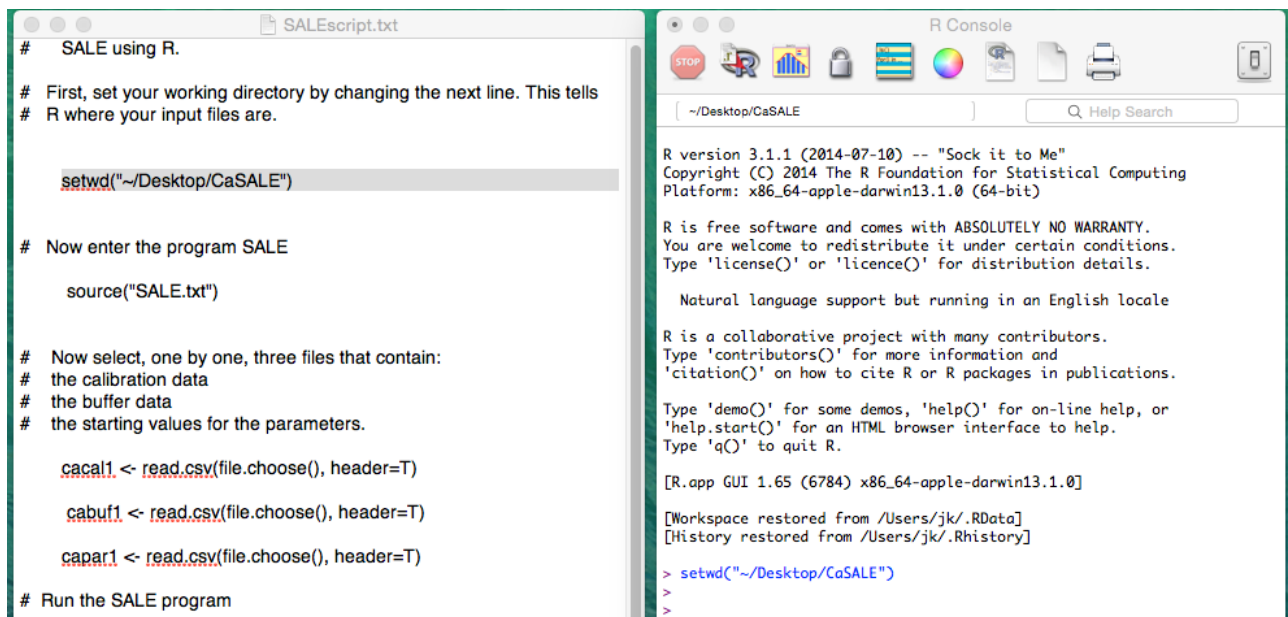 SALEscript.txt
# SALE using R.
# First, set your working directory by changing the next line. This tells
# R where your input files are.
setwd("~/Desktop/CaSALE")
# Now enter the program SALE
source("SALE.txt")
# Now select, one by one, three files that contain:
# the calibration data
# the buffer data
# the starting values for the parameters.
cacal1 <- read.csv(file.choose(), header=T)
cabuf1 <- read.csv(file.choose(), header=T)
capar1 <- read.csv(file.choose(), header=T)
# Run the SALE program
R Console
STOP
~/Desktop/CaSALE
Help Search
R version 3.1.1 (2014-07-10) -- "Sock it to Me"
Copyright (C) 2014 The R Foundation for Statistical Computing
Platform: x86_64-apple-darwin13.1.0 (64-bit)
R is free software and comes with ABSOLUTELY NO WARRANTY.
You are welcome to redistribute it under certain conditions.
Type 'license()' or 'licence()' for distribution details.
Natural language support but running in an English locale
R is a collaborative project with many contributors.
Type 'contributors()' for more information and
'citation()' on how to cite R or R packages in publications.
Type 'demo()' for some demos, 'help()' for on-line help, or
'help.start()' for an HTML browser interface to help.
Type 'q()' to quit R.
[R.app GUI 1.65 (6784) x86_64-apple-darwin13.1.0]
[Workspace restored from /Users/jk/.RData]
[History restored from /Users/jk/.Rhistory]
> setwd("~/Desktop/CaSALE")
>
>